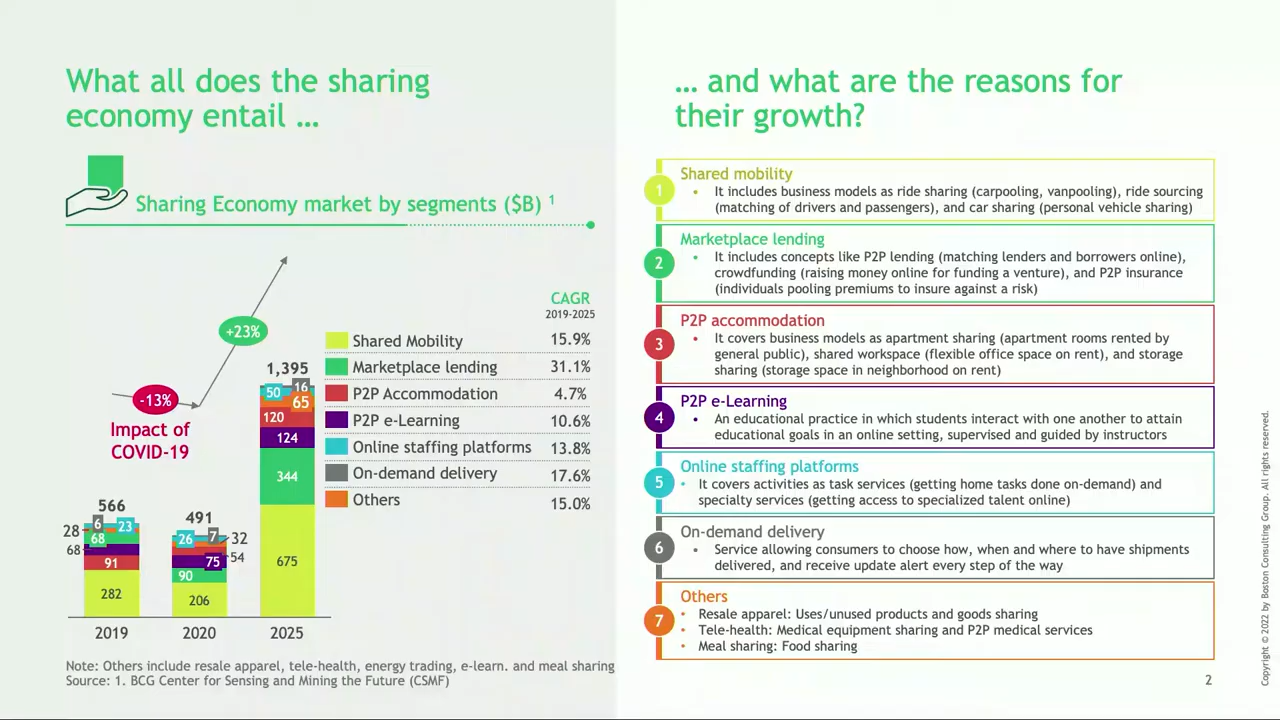 What all does the sharing
economy entail …
Sharing Economy market by segments ($B) 1
+23%
-13%
Impact of
COVID-19
CAGR
2019-2025
Shared Mobility 15.9%
Marketplace lending 31.1%
P2P Accommodation 4.7%
P2P e-Learning 10.6%
Online staffing platforms 13.8%
On-demand delivery 17.6%
Others 15.0%
566
6 23
28
68
68
91
282
2019
491
26 7 32
54
75
90
206
2020
1,395
50 16
65
120
124
344
675
2025
Note: Others include resale apparel, tele-health, energy trading, e-learn. and meal sharing
Source: 1. BCG Center for Sensing and Mining the Future (CSMF)
… and what are the reasons for
their growth?
1
Shared mobility
• It includes business models as ride sharing (carpooling, vanpooling), ride sourcing
(matching of drivers and passengers), and car sharing (personal vehicle sharing)
2
Marketplace lending
• It includes concepts like P2P lending (matching lenders and borrowers online),
crowdfunding (raising money online for funding a venture), and P2P insurance
(individuals pooling premiums to insure against a risk)
3
P2P accommodation
• It covers business models as apartment sharing (apartment rooms rented by
general public), shared workspace (flexible office space on rent), and storage
sharing (storage space in neighborhood on rent)
4
P2P e-Learning
• An educational practice in which students interact with one another to attain
educational goals in an online setting, supervised and guided by instructors
5
Online staffing platforms
• It covers activities as task services (getting home tasks done on-demand) and
specialty services (getting access to specialized talent online)
6
On-demand delivery
• Service allowing consumers to choose how, when and where to have shipments
delivered, and receive update alert every step of the way
7
Others
• Resale apparel: Uses/unused products and goods sharing
• Tele-health: Medical equipment sharing and P2P medical services
• Meal sharing: Food sharing
2
Copyright © 2022 by Boston Consulting Group. All rights reserved.